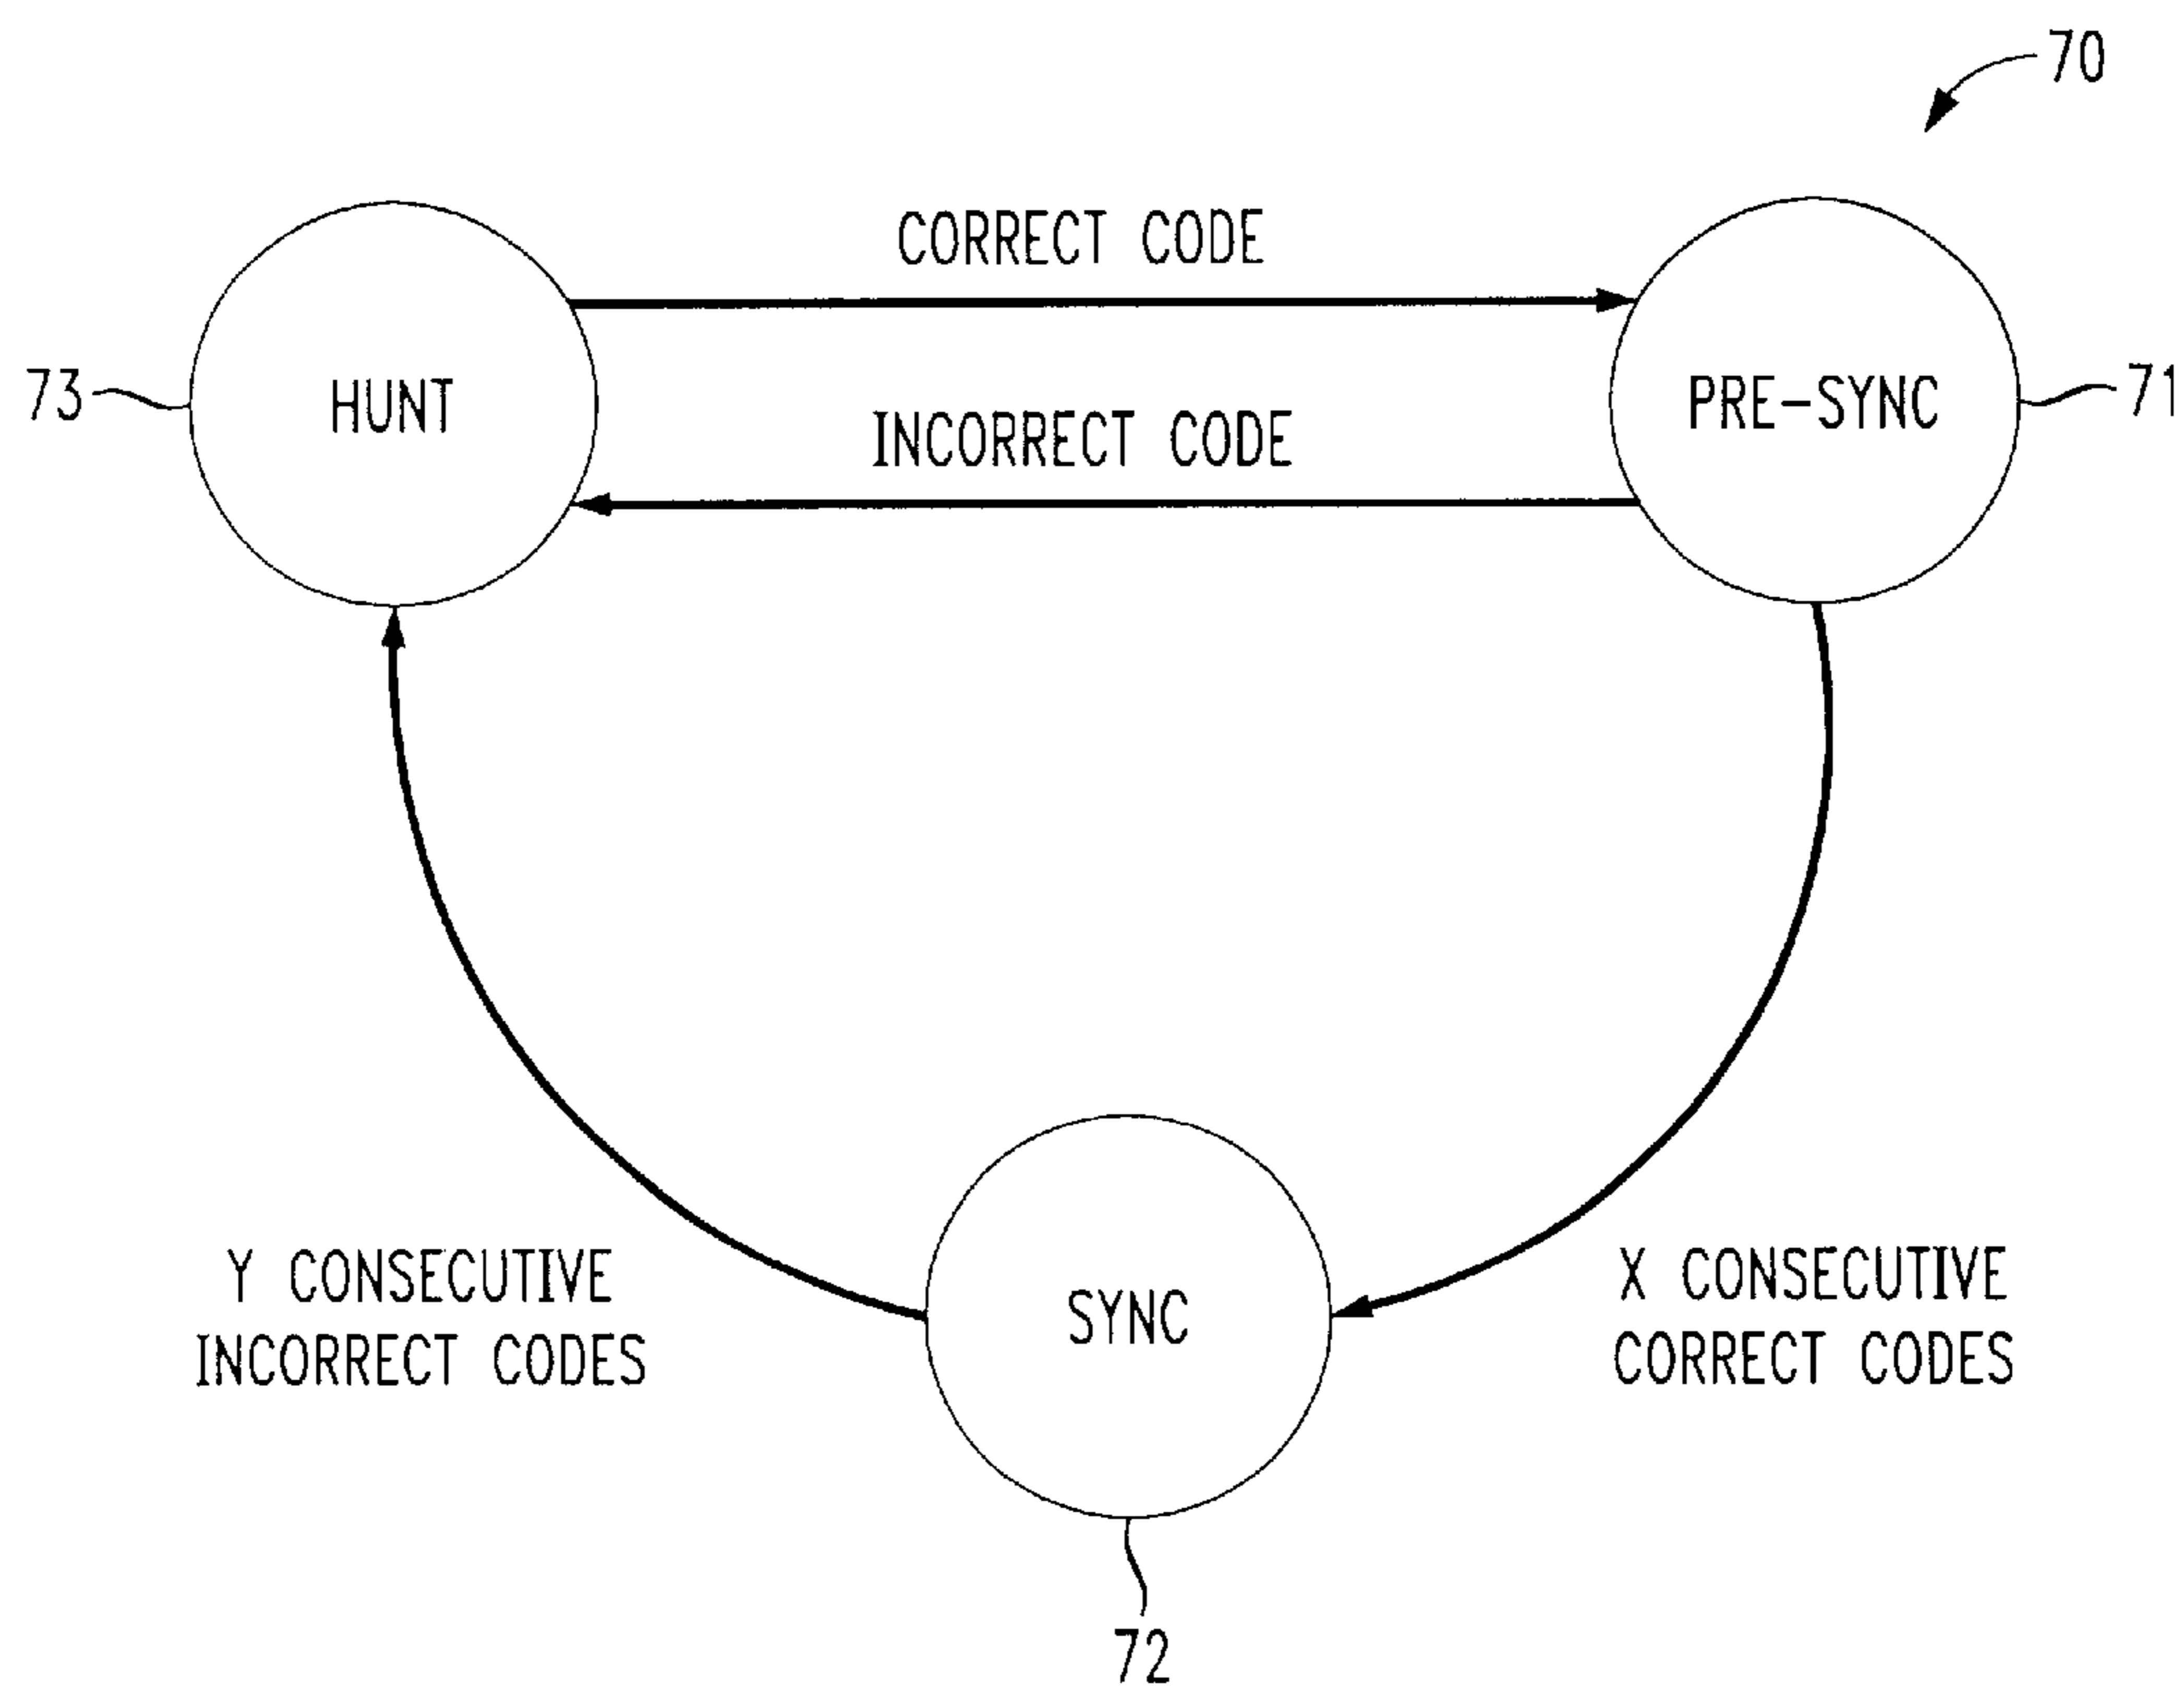 70
CORRECT CODE
73
HUNT
PRE-SYNC
71
INCORRECT CODE
Y CONSECUTIVE
INCORRECT CODES
SYNC
X CONSECUTIVE
CORRECT CODES
72